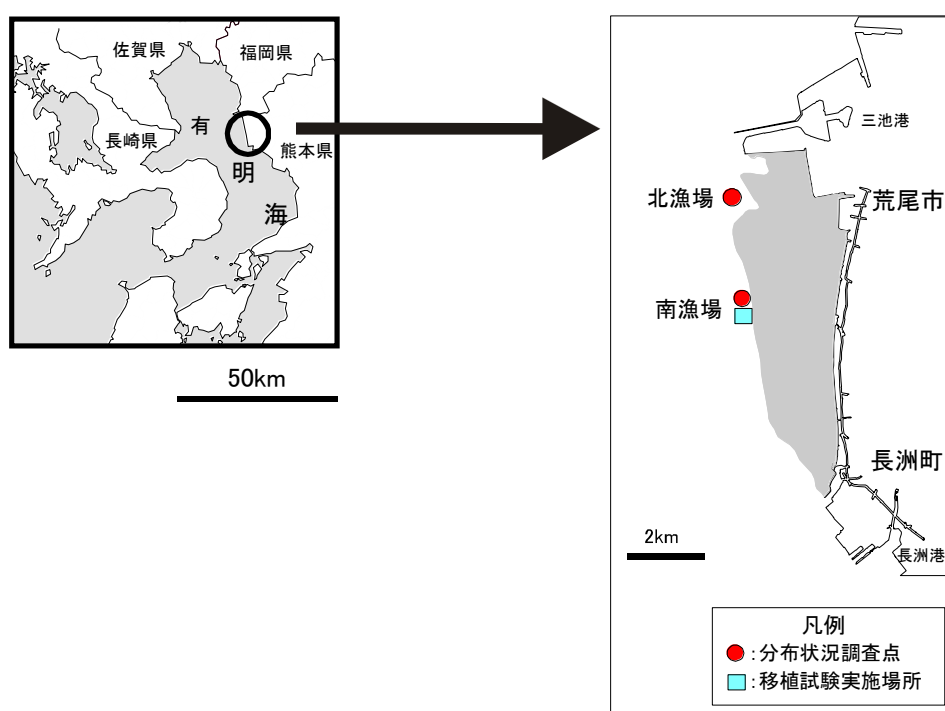 佐賀県
福岡県
長崎県
有
明
海
熊本県
50km
三池港
北漁場
荒尾市
南漁場
長洲町
2km
長洲港
凡例
:分布状況調査点
:移植試験実施場所